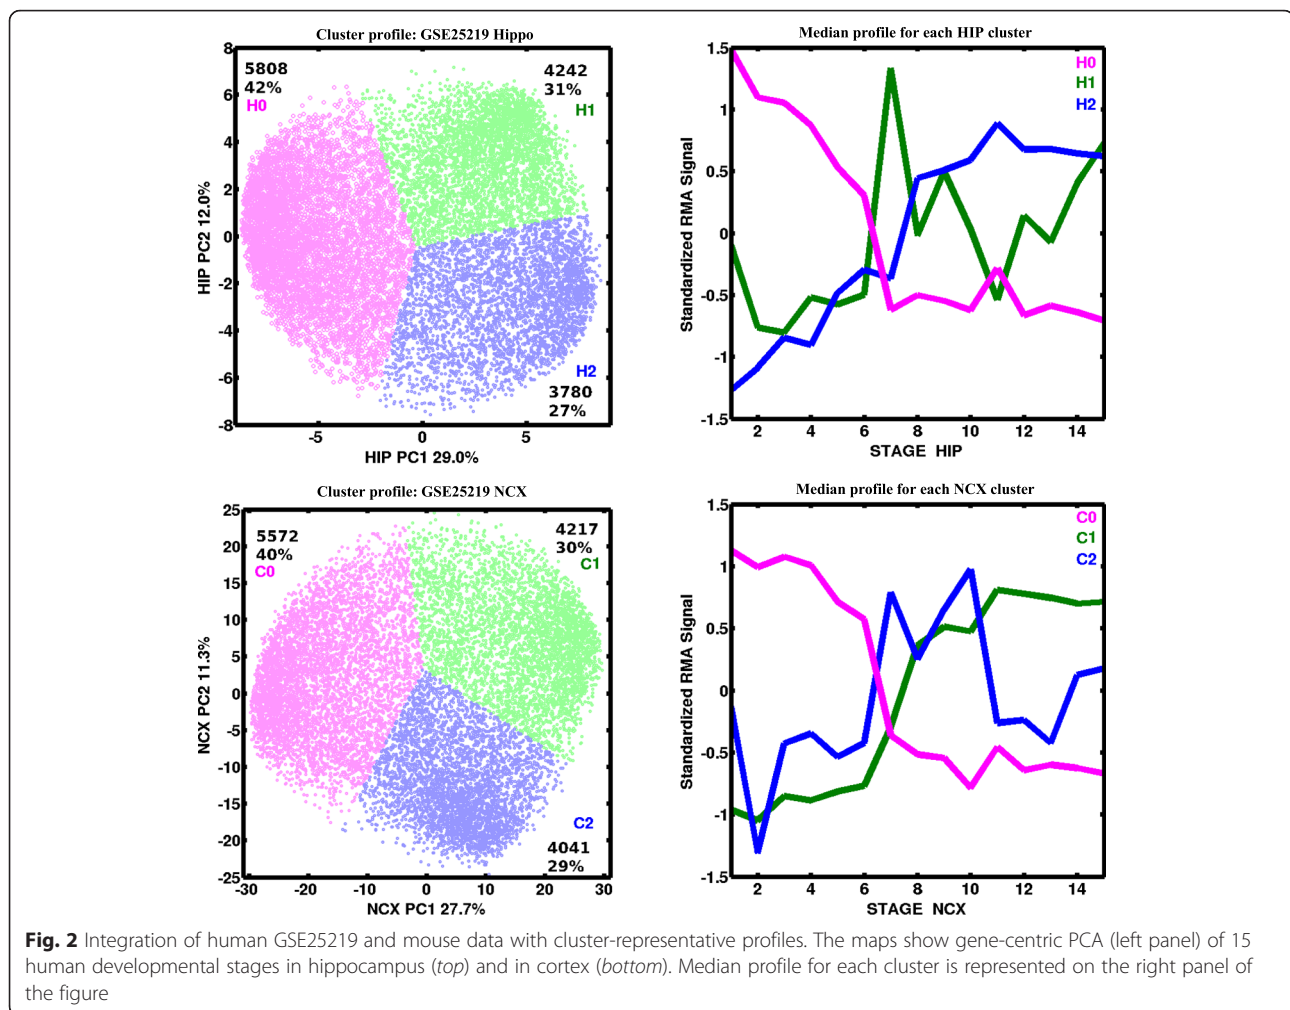 Cluster profile: GSE25219 Hippo
8
6
4
2
0
-2
-4
-6
-8
HIP PC2 12.0%
5808
42%
H0
4242
31%
H1
H2
3780
27%
-5
0
5
HIP PC1 29.0%
Median profile for each HIP cluster
1.5
1
0.5
0
-0.5
-1
-1.5
Standardized RMA Signal
H0
H1
H2
2
4
6
8
10
12
14
STAGE HIP
Cluster profile: GSE25219 NCX
25
20
15
10
5
0
-5
-10
-15
-20
-25
NCX PC2 11.3%
5572
40%
C0
4217
30%
C1
C2
4041
29%
-30
-20
-10
0
10
20
30
NCX PC1 27.7%
Median profile for each NCX cluster
1.5
1
0.5
0
-0.5
-1
-1.5
Standardized RMA Signal
C0
C1
C2
2
4
6
8
10
12
14
STAGE NCX
Fig. 2 Integration of human GSE25219 and mouse data with cluster-representative profiles. The maps show gene-centric PCA (left panel) of 15
human developmental stages in hippocampus (top) and in cortex (bottom). Median profile for each cluster is represented on the right panel of
the figure